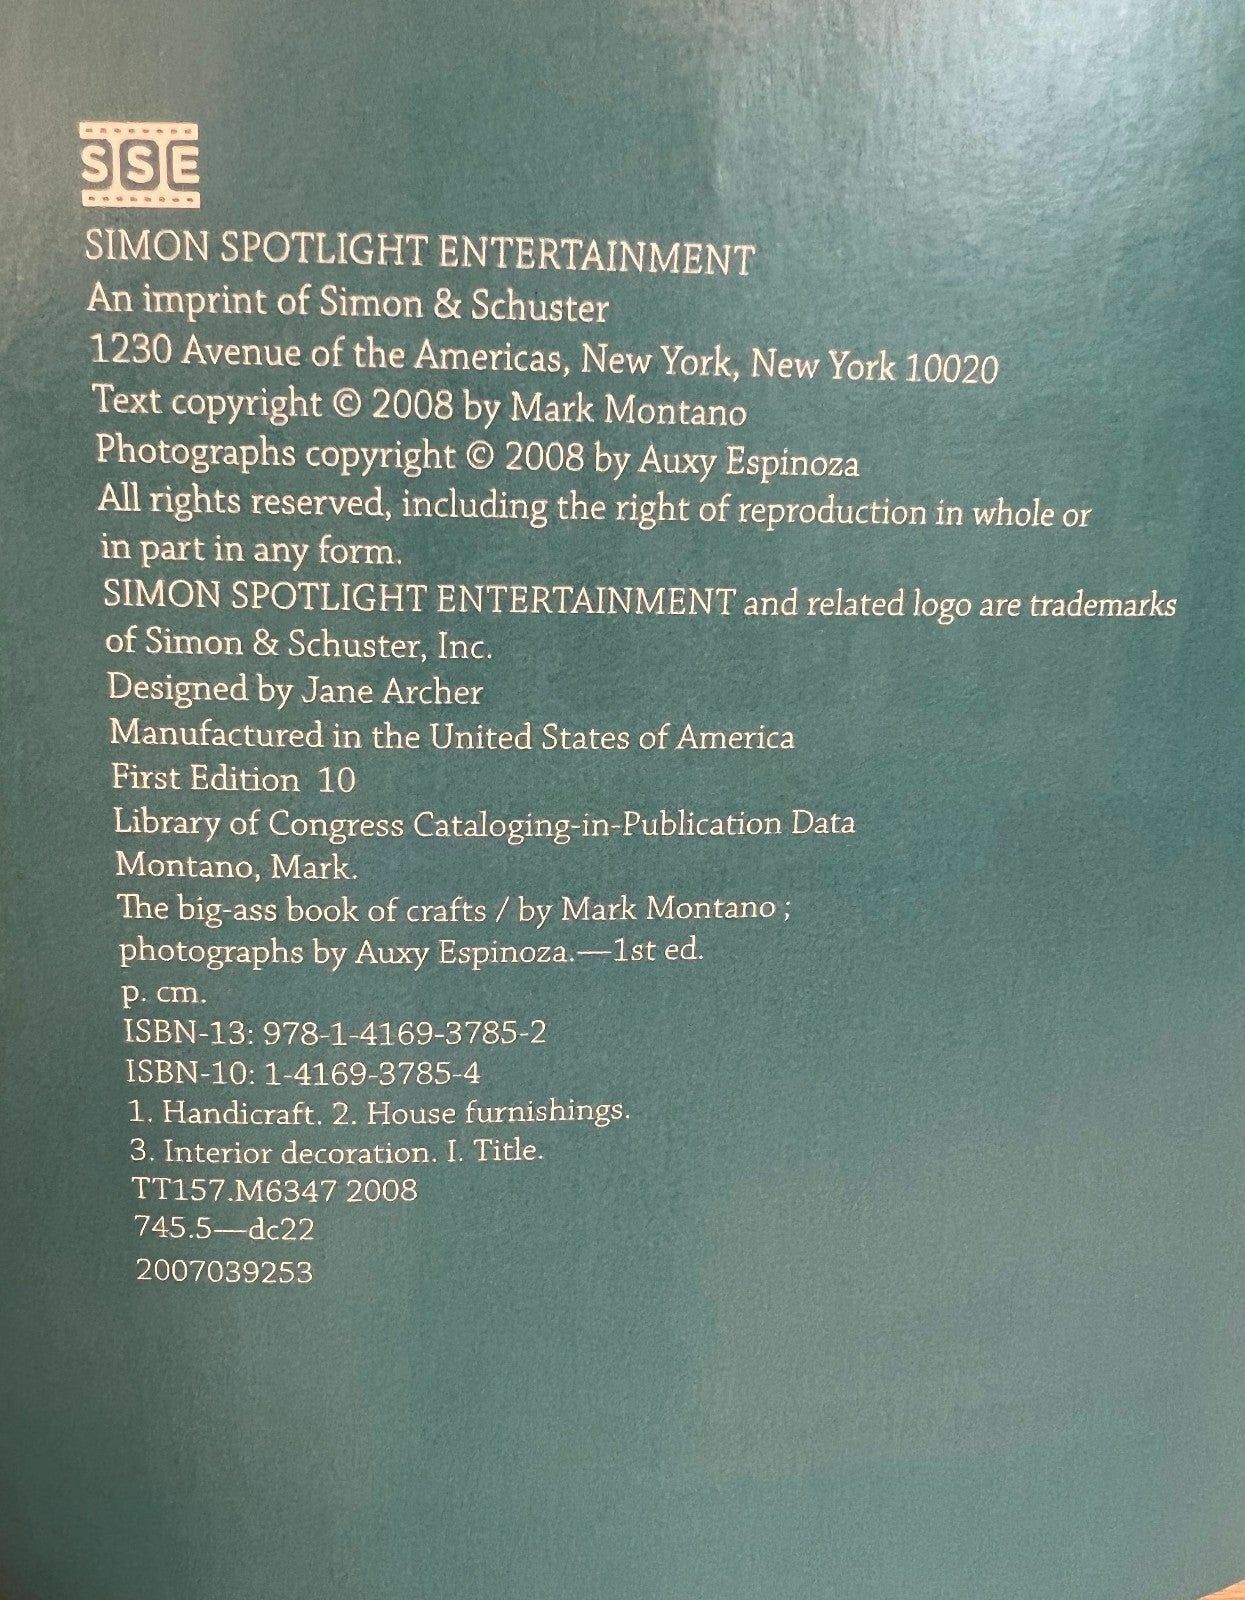 SSE
SIMON SPOTLIGHT ENTERTAINMENT
An imprint of Simon & Schuster
1230 Avenue of the Americas, New York, New York 10020
Text copyright © 2008 by Mark Montano
Photographs copyright © 2008 by Auxy Espinoza
All rights reserved, including the right of reproduction in whole or
in part in any form.
SIMON SPOTLIGHT ENTERTAINMENT and related logo are trademarks
of Simon & Schuster, Inc.
Designed by Jane Archer
Manufactured in the United States of America
First Edition 10
Library of Congress Cataloging-in-Publication Data
Montano, Mark.
The big-ass book of crafts / by Mark Montano ;
photographs by Auxy Espinoza.—1st ed.
p. cm.
ISBN-13: 978-1-4169-3785-2
ISBN-10: 1-4169-3785-4
1. Handicraft. 2. House furnishings.
3. Interior decoration. I. Title.
TT157.M6347 2008
745.5—dc22
2007039253